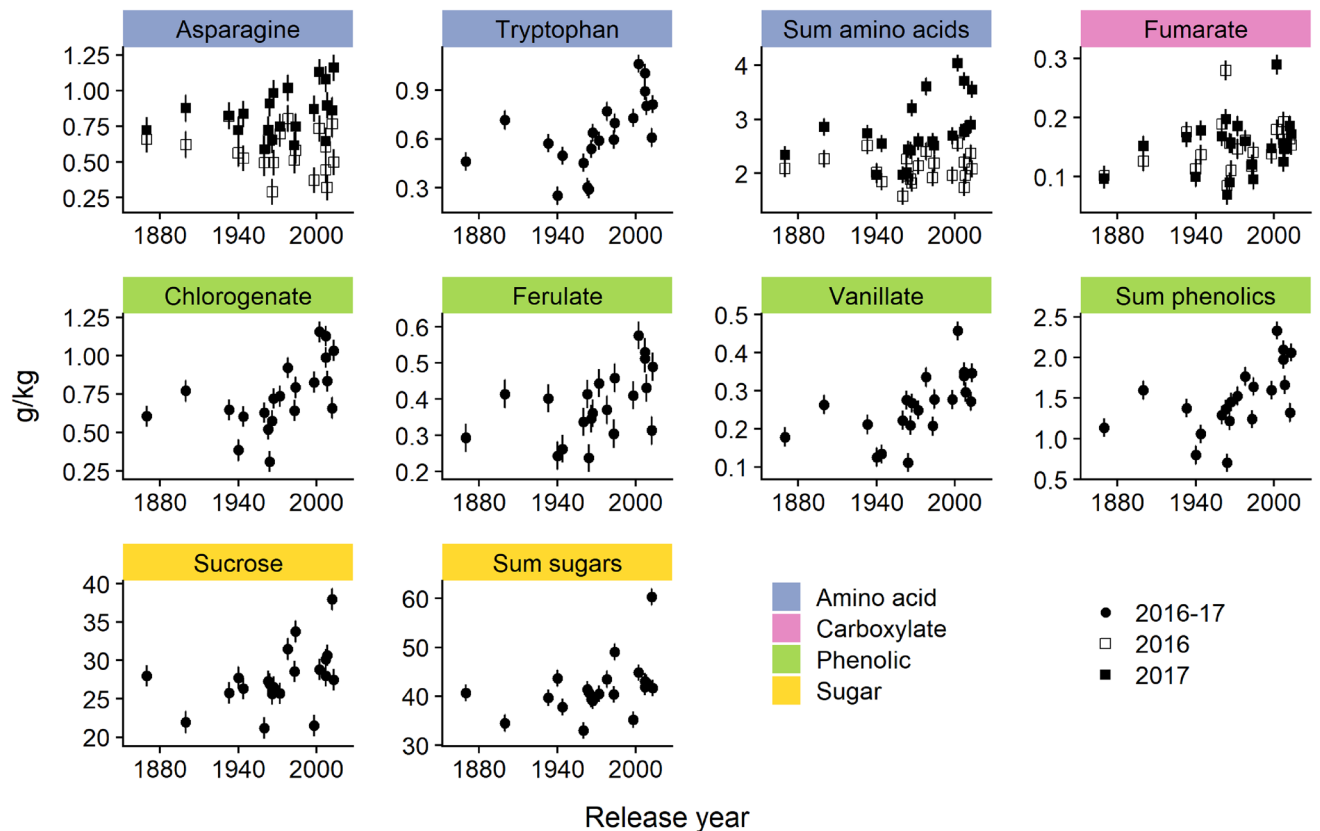 Asparagine Tryptophan Sum amino acids Fumarate
1.25
1.00
0.75
0.50
0.25
1880 1940 2000
0.9
0.6
0.3
1880 1940 2000
4
3
2
1880 1940 2000
0.3
0.2
0.1
1880 1940 2000
Chlorogenate Ferulate Vanillate Sum phenolics
1.25
1.00
0.75
0.50
0.25
1880 1940 2000
0.6
0.5
0.4
0.3
0.2
1880 1940 2000
0.5
0.4
0.3
0.2
0.1
1880 1940 2000
2.5
2.0
1.5
1.0
0.5
1880 1940 2000
g/kg
Sucrose Sum sugars
40
35
30
25
20
1880 1940 2000
60
50
40
30
1880 1940 2000
Amino acid
Carboxylate
Phenolic
Sugar
2016-17
2016
2017
Release year